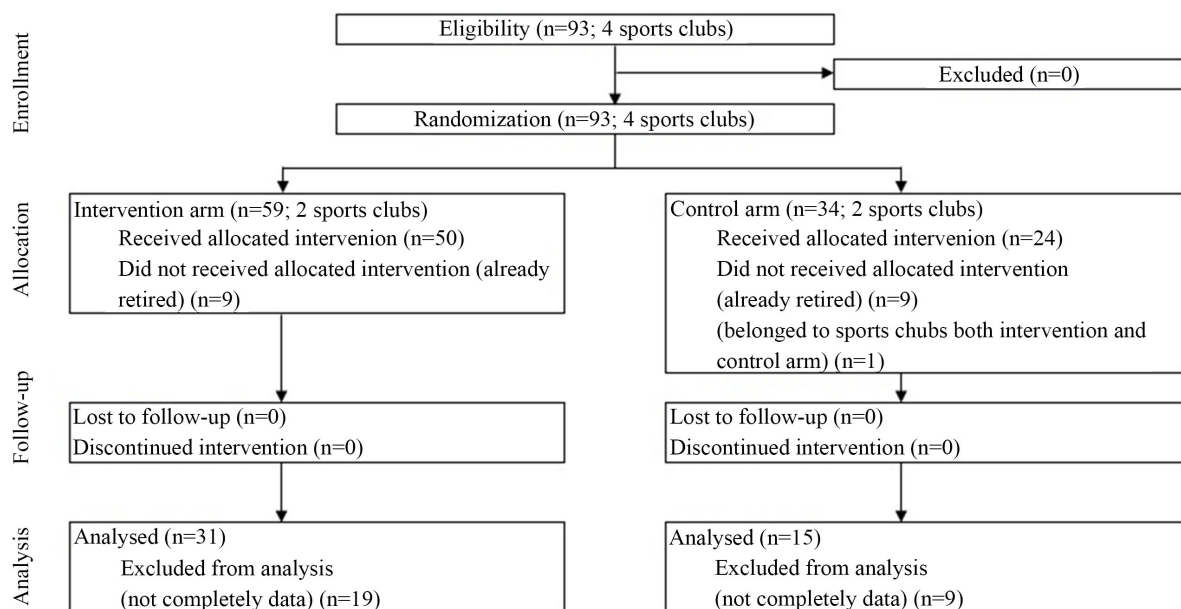 Enrollment
Eligibility (n=93; 4 sports clubs)
Excluded (n=0)
Randomization (n=93; 4 sports clubs)
Allocation
Intervention arm (n=59; 2 sports clubs)
Received allocated intervenion (n=50)
Did not received allocated intervention (already
retired) (n=9)
Control arm (n=34; 2 sports clubs)
Received allocated intervenion (n=24)
Did not received allocated intervention
(already retired) (n=9)
(belonged to sports chubs both intervention and
control arm) (n=1)
Follow-up
Lost to follow-up (n=0)
Discontinued intervention (n=0)
Lost to follow-up (n=0)
Discontinued intervention (n=0)
Analysis
Analysed (n=31)
Excluded from analysis
(not completely data) (n=19)
Analysed (n=15)
Excluded from analysis
(not completely data) (n=9)